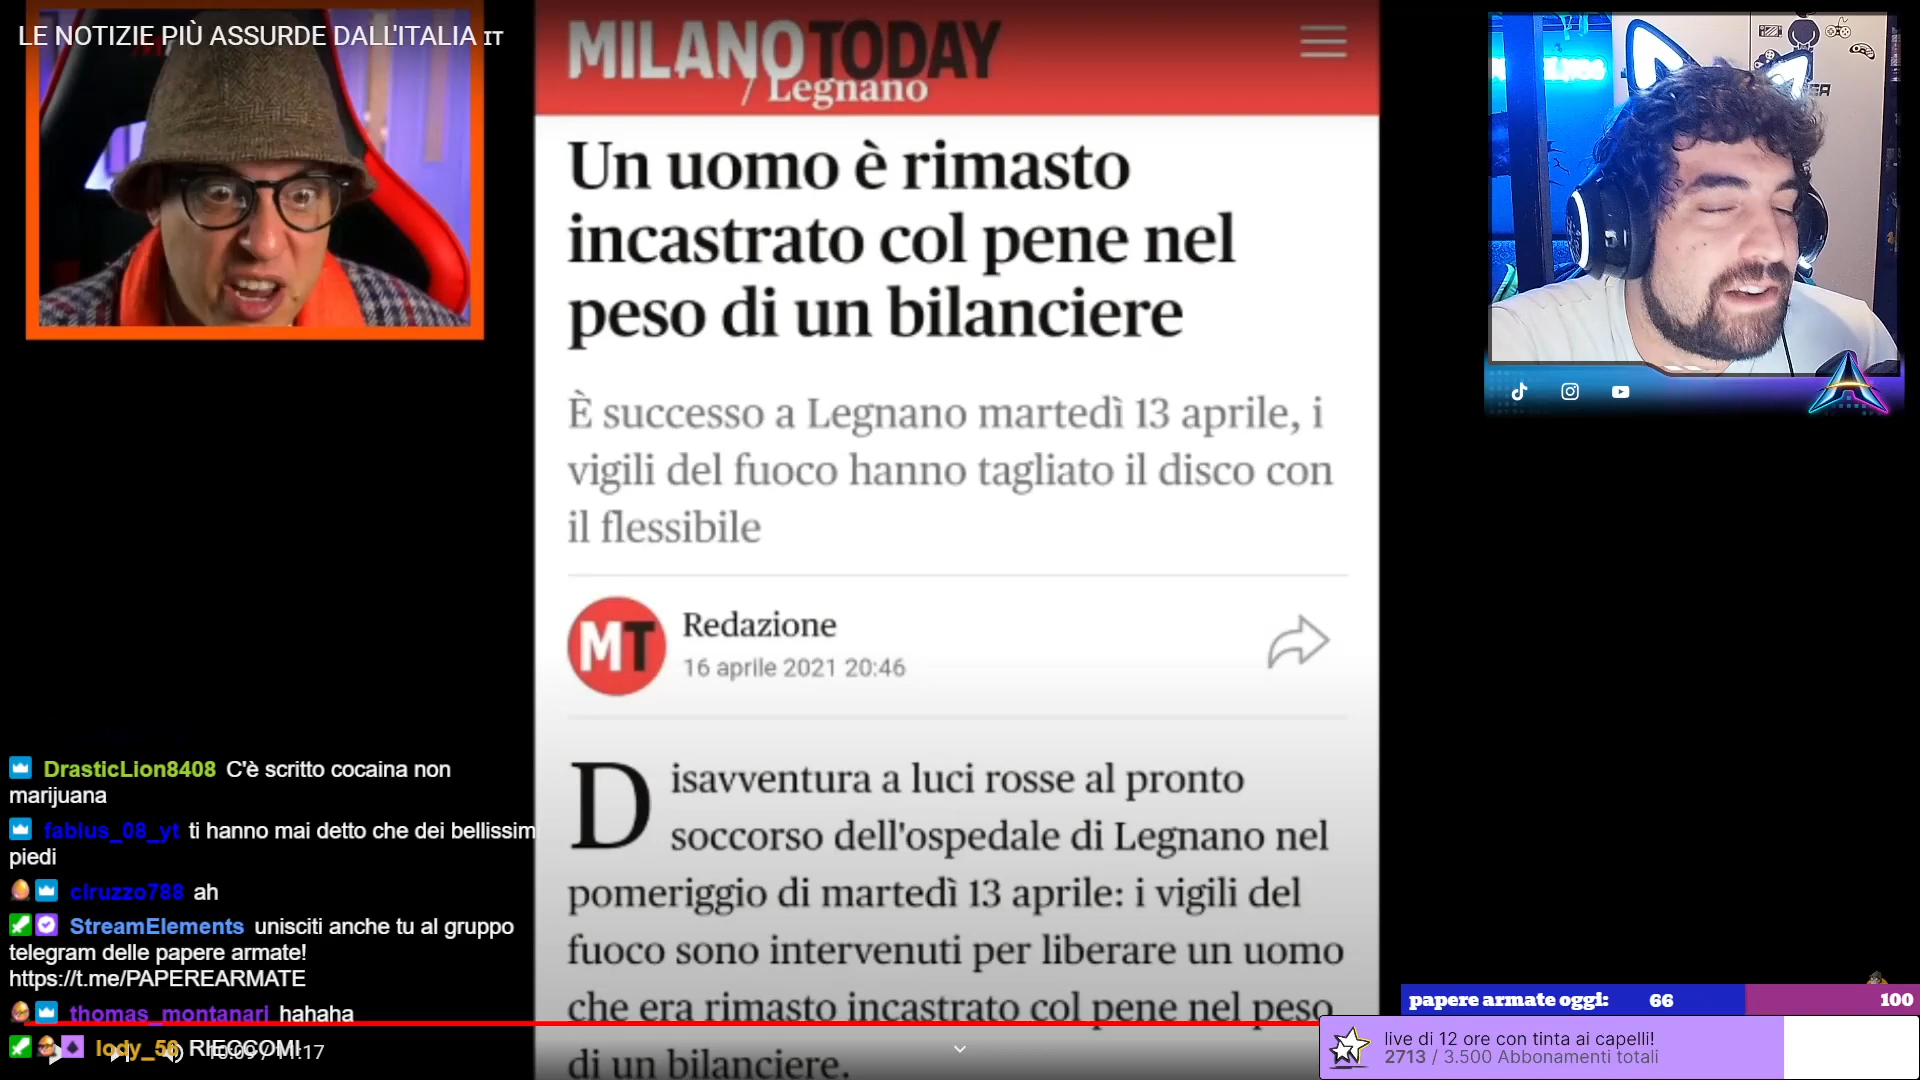 LE NOTIZIE PIÙ ASSURDE DALL'ITALIA IT
MILANOTODAY
/ Legnano
Un uomo è rimasto
incastrato col pene nel
peso di un bilanciere
È successo a Legnano martedì 13 aprile, i
vigili del fuoco hanno tagliato il disco con
il flessibile
MT
Redazione
16 aprile 2021 20:46
Disavventura a luci rosse al pronto
soccorso dell'ospedale di Legnano nel
pomeriggio di martedì 13 aprile: i vigili del
fuoco sono intervenuti per liberare un uomo
che era rimasto incastrato col pene nel peso
di un bilanciere.
DrasticLion8408 C'è scritto cocaina non
marijuana
fabius_08_yt ti hanno mai detto che dei bellissim
piedi
ciruzzo788 ah
StreamElements unisciti anche tu al gruppo
telegram delle papere armate!
https://t.me/PAPEREARMATE
thomas_montanari hahaha
lody_56 RIECCOMI
/ 11:17
papere armate oggi: 66 100
live di 12 ore con tinta ai capelli!
2713 / 3.500 Abbonamenti totali